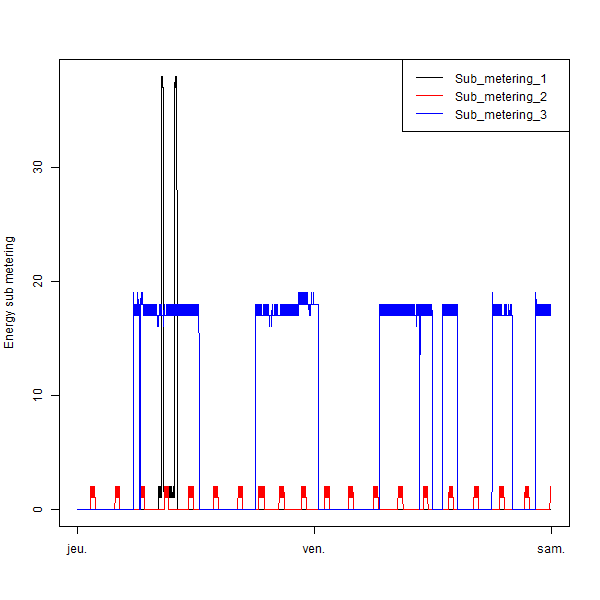 Sub_metering_1
Sub_metering_2
Sub_metering_3
Energy sub metering
30
20
10
0
jeu. ven. sam.